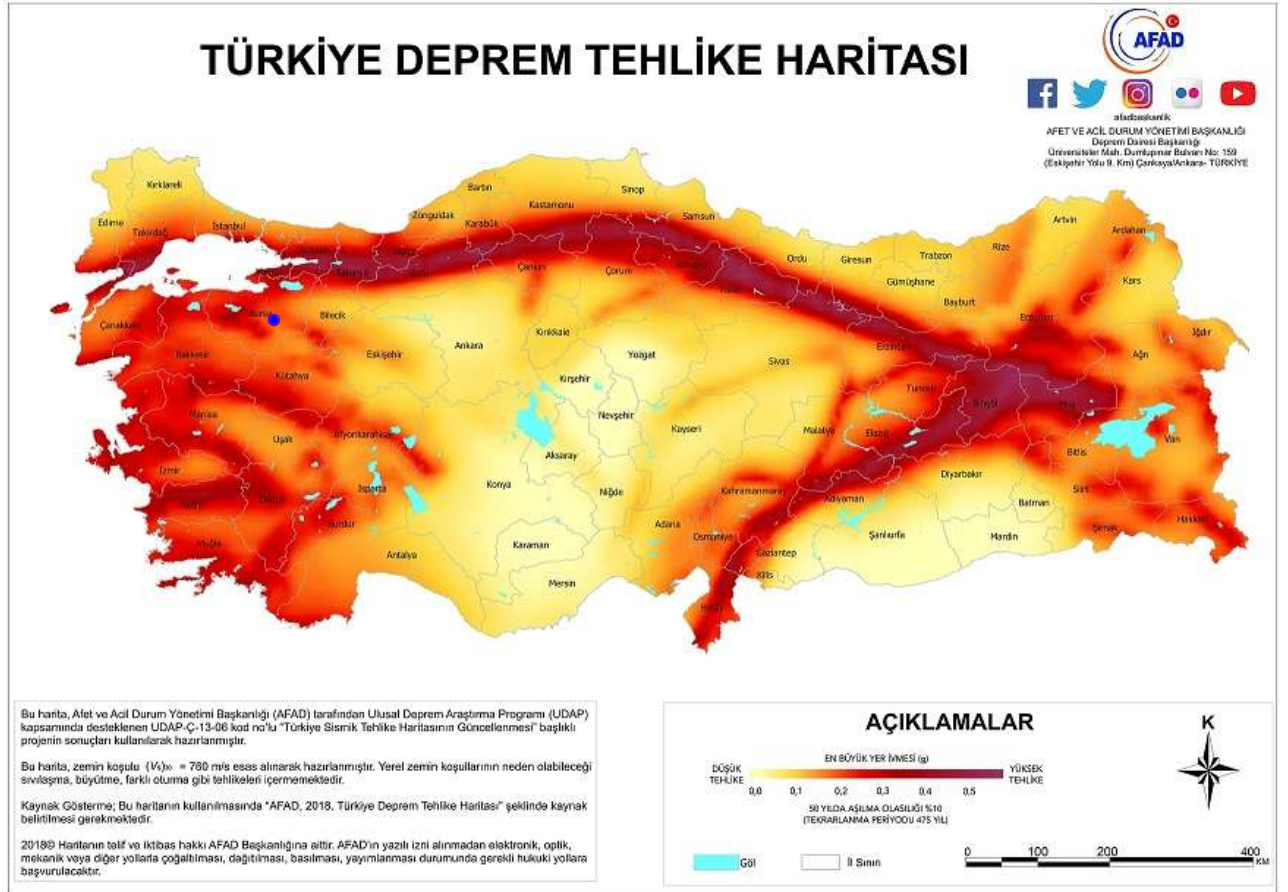 TÜRKİYE DEPREM TEHLİKE HARİTASI
AFAD
afadbaskanlik
AFET VE ACİL DURUM YÖNETİMİ BAŞKANLIĞI
Deprem Dairesi Başkanlığı
Üniversiteler Mah. Dumlupınar Bulvarı No: 159
(Eskişehir Yolu 9. Km) Çankaya/Ankara- TÜRKİYE
Kırklareli
Edirne
Tekirdağ
İstanbul
Zonguldak
Bartın
Karabük
Kastamonu
Sinop
Samsun
Çankırı
Çorum
Ordu
Giresun
Trabzon
Rize
Artvin
Ardahan
Gümüşhane
Bayburt
Kars
Çanakkale
Bursa
Bilecik
Ankara
Kırıkkale
Yozgat
Sivas
Erzincan
Erzurum
Ağrı
Iğdır
Balıkesir
Kütahya
Eskişehir
Kırşehir
Nevşehir
Kayseri
Tunceli
Bingöl
Muş
Manisa
Uşak
Afyonkarahisar
Aksaray
Malatya
Elazığ
Bitlis
Van
İzmir
Isparta
Konya
Niğde
Kahramanmaraş
Adıyaman
Diyarbakır
Batman
Siirt
Aydın
Denizli
Burdur
Adana
Osmaniye
Şanlıurfa
Mardin
Şırnak
Hakkari
Muğla
Antalya
Karaman
Mersin
Gaziantep
Kilis
Hatay
Bu harita, Afet ve Acil Durum Yönetimi Başkanlığı (AFAD) tarafından Ulusal Deprem Araştırma Programı (UDAP)
kapsamında desteklenen UDAP-Ç-13-06 kod no'lu "Türkiye Sismik Tehlike Haritasının Güncellenmesi" başlıklı
projenin sonuçları kullanılarak hazırlanmıştır.
Bu harita, zemin koşulu (Vs)30 = 760 m/s esas alınarak hazırlanmıştır. Yerel zemin koşullarının neden olabileceği
sıvılaşma, büyütme, farklı oturma gibi tehlikeleri içermemektedir.
Kaynak Gösterme; Bu haritanın kullanılmasında "AFAD, 2018, Türkiye Deprem Tehlike Haritası" şeklinde kaynak
belirtilmesi gerekmektedir.
2018© Haritanın telif ve iktibas hakkı AFAD Başkanlığına aittir. AFAD'ın yazılı izni alınmadan elektronik, optik,
mekanik veya diğer yollarla çoğaltılması, dağıtılması, basılması, yayımlanması durumunda gerekli hukuki yollara
başvurulacaktır.
AÇIKLAMALAR
K
EN BÜYÜK YER İVMESİ (g)
DÜŞÜK TEHLİKE
YÜKSEK TEHLİKE
0,0 0,1 0,2 0,3 0,4 0,5
50 YILDA AŞILMA OLASILIĞI %10
(TEKRARLANMA PERİYODU 475 YIL)
Göl
İl Sınırı
0 100 200 400
KM